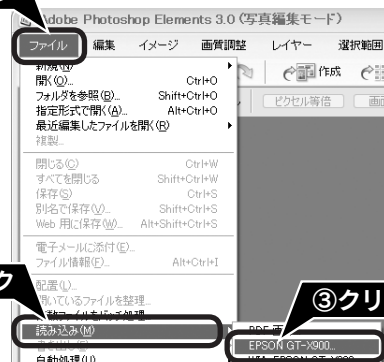 Adobe Photoshop Elements 3.0 (写真編集モード)
ファイル 編集 イメージ 画質調整 レイヤー 選択範囲
新規(N)
開く(O)... Ctrl+O
フォルダを参照(B)... Shift+Ctrl+O
指定形式で開く(A)... Alt+Ctrl+O
最近編集したファイルを開く(R)
複製...
閉じる(C) Ctrl+W
すべてを閉じる Shift+Ctrl+W
保存(S) Ctrl+S
別名で保存(V)... Shift+Ctrl+S
Web 用に保存(W)... Alt+Shift+Ctrl+S
電子メールに添付(E)...
ファイル情報(F)... Alt+Ctrl+I
配置(L)...
開いているファイルを整理...
読み込み(M)
自動処理(U)
作成
ピクセル等倍
ク
③クリ
EPSON GT-X900...